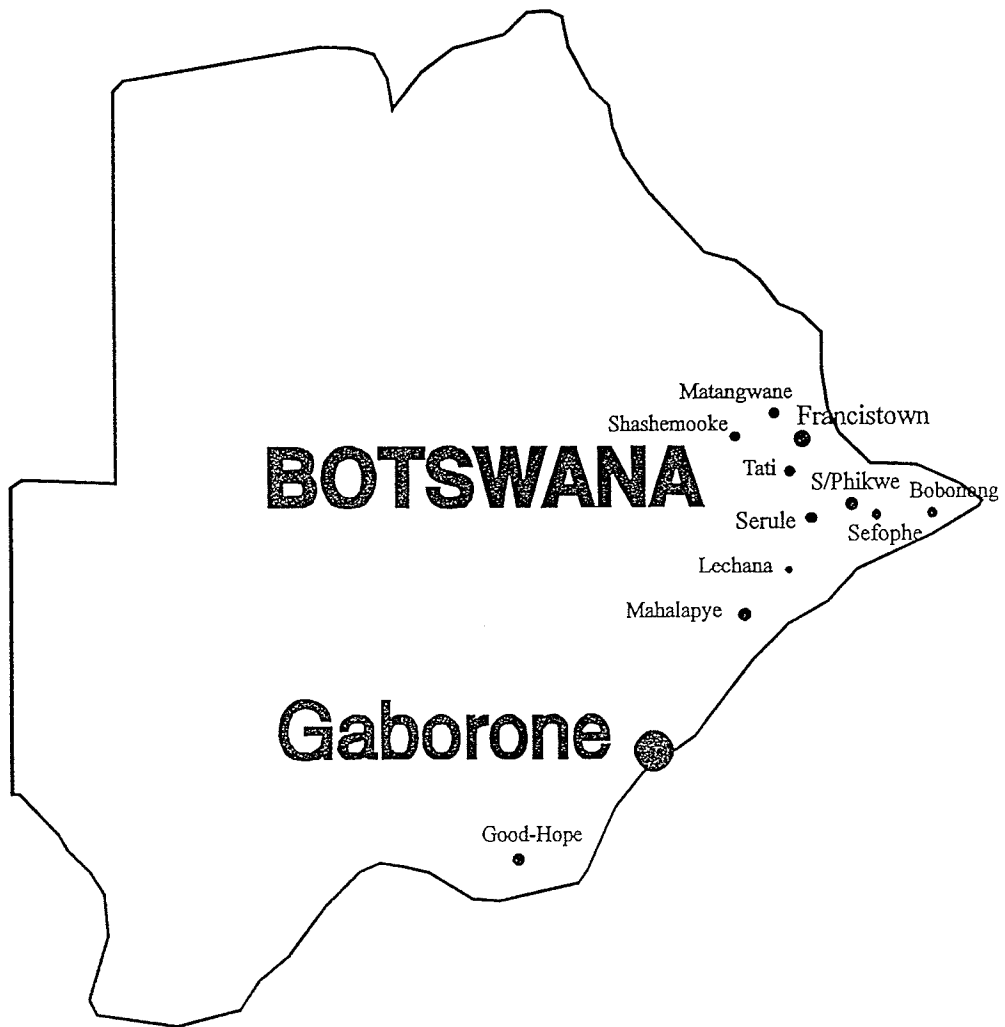 Matangwane
Francistown
Shashemooke
BOTSWANA
Tati
S/Phikwe
Bobonong
Serule
Sefophe
Lechana
Mahalapye
Gaborone
Good-Hope